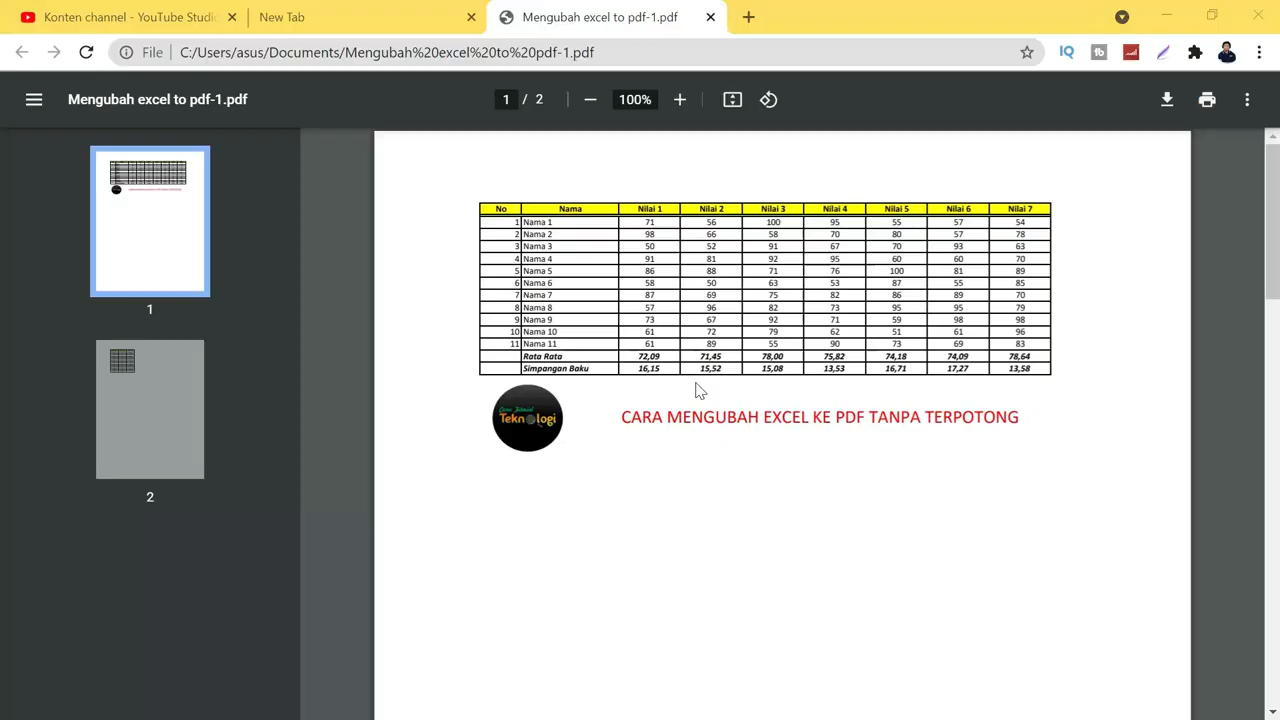 Konten channel - YouTube Studi
New Tab
Mengubah excel to pdf-1.pdf
File C:/Users/asus/Documents/Mengubah%20excel%20to%20pdf-1.pdf
IQ
fb
Mengubah excel to pdf-1.pdf
1 / 2
100%
No Nama Nilai 1 Nilai 2 Nilai 3 Nilai 4 Nilai 5 Nilai 6 Nilai 7
1 Nama 1 71 56 100 95 55 57 54
2 Nama 2 98 66 58 70 80 57 78
3 Nama 3 50 52 91 67 70 93 63
4 Nama 4 91 81 92 95 60 60 70
5 Nama 5 86 88 71 76 100 81 89
6 Nama 6 58 50 63 53 87 55 85
7 Nama 7 87 69 75 82 86 89 70
8 Nama 8 57 96 82 73 95 95 79
9 Nama 9 73 67 92 71 59 98 98
10 Nama 10 61 72 79 62 51 61 96
11 Nama 11 61 89 55 90 73 69 83
Rata Rata 72,09 71,45 78,00 75,82 74,18 74,09 78,64
Simpangan Baku 16,15 15,52 15,08 13,53 16,71 17,27 13,58
Cara Tutorial
Teknologi
CARA MENGUBAH EXCEL KE PDF TANPA TERPOTONG
1
2